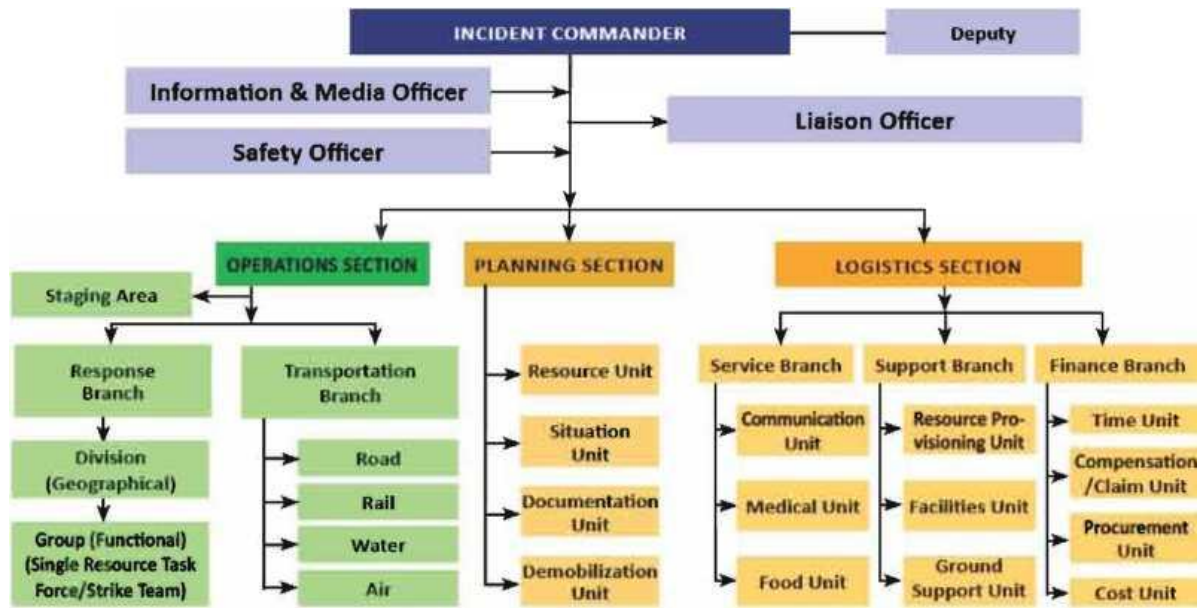 INCIDENT COMMANDER
Deputy
Information & Media Officer
Liaison Officer
Safety Officer
OPERATIONS SECTION
PLANNING SECTION
LOGISTICS SECTION
Staging Area
Response
Branch
Transportation
Branch
Division
(Geographical)
Group (Functional)
(Single Resource Task
Force/Strike Team)
Road
Rail
Water
Air
Resource Unit
Situation
Unit
Documentation
Unit
Demobilization
Unit
Service Branch
Communication
Unit
Medical Unit
Food Unit
Support Branch
Resource Pro-
visioning Unit
Facilities Unit
Ground
Support Unit
Finance Branch
Time Unit
Compensation
/Claim Unit
Procurement
Unit
Cost Unit